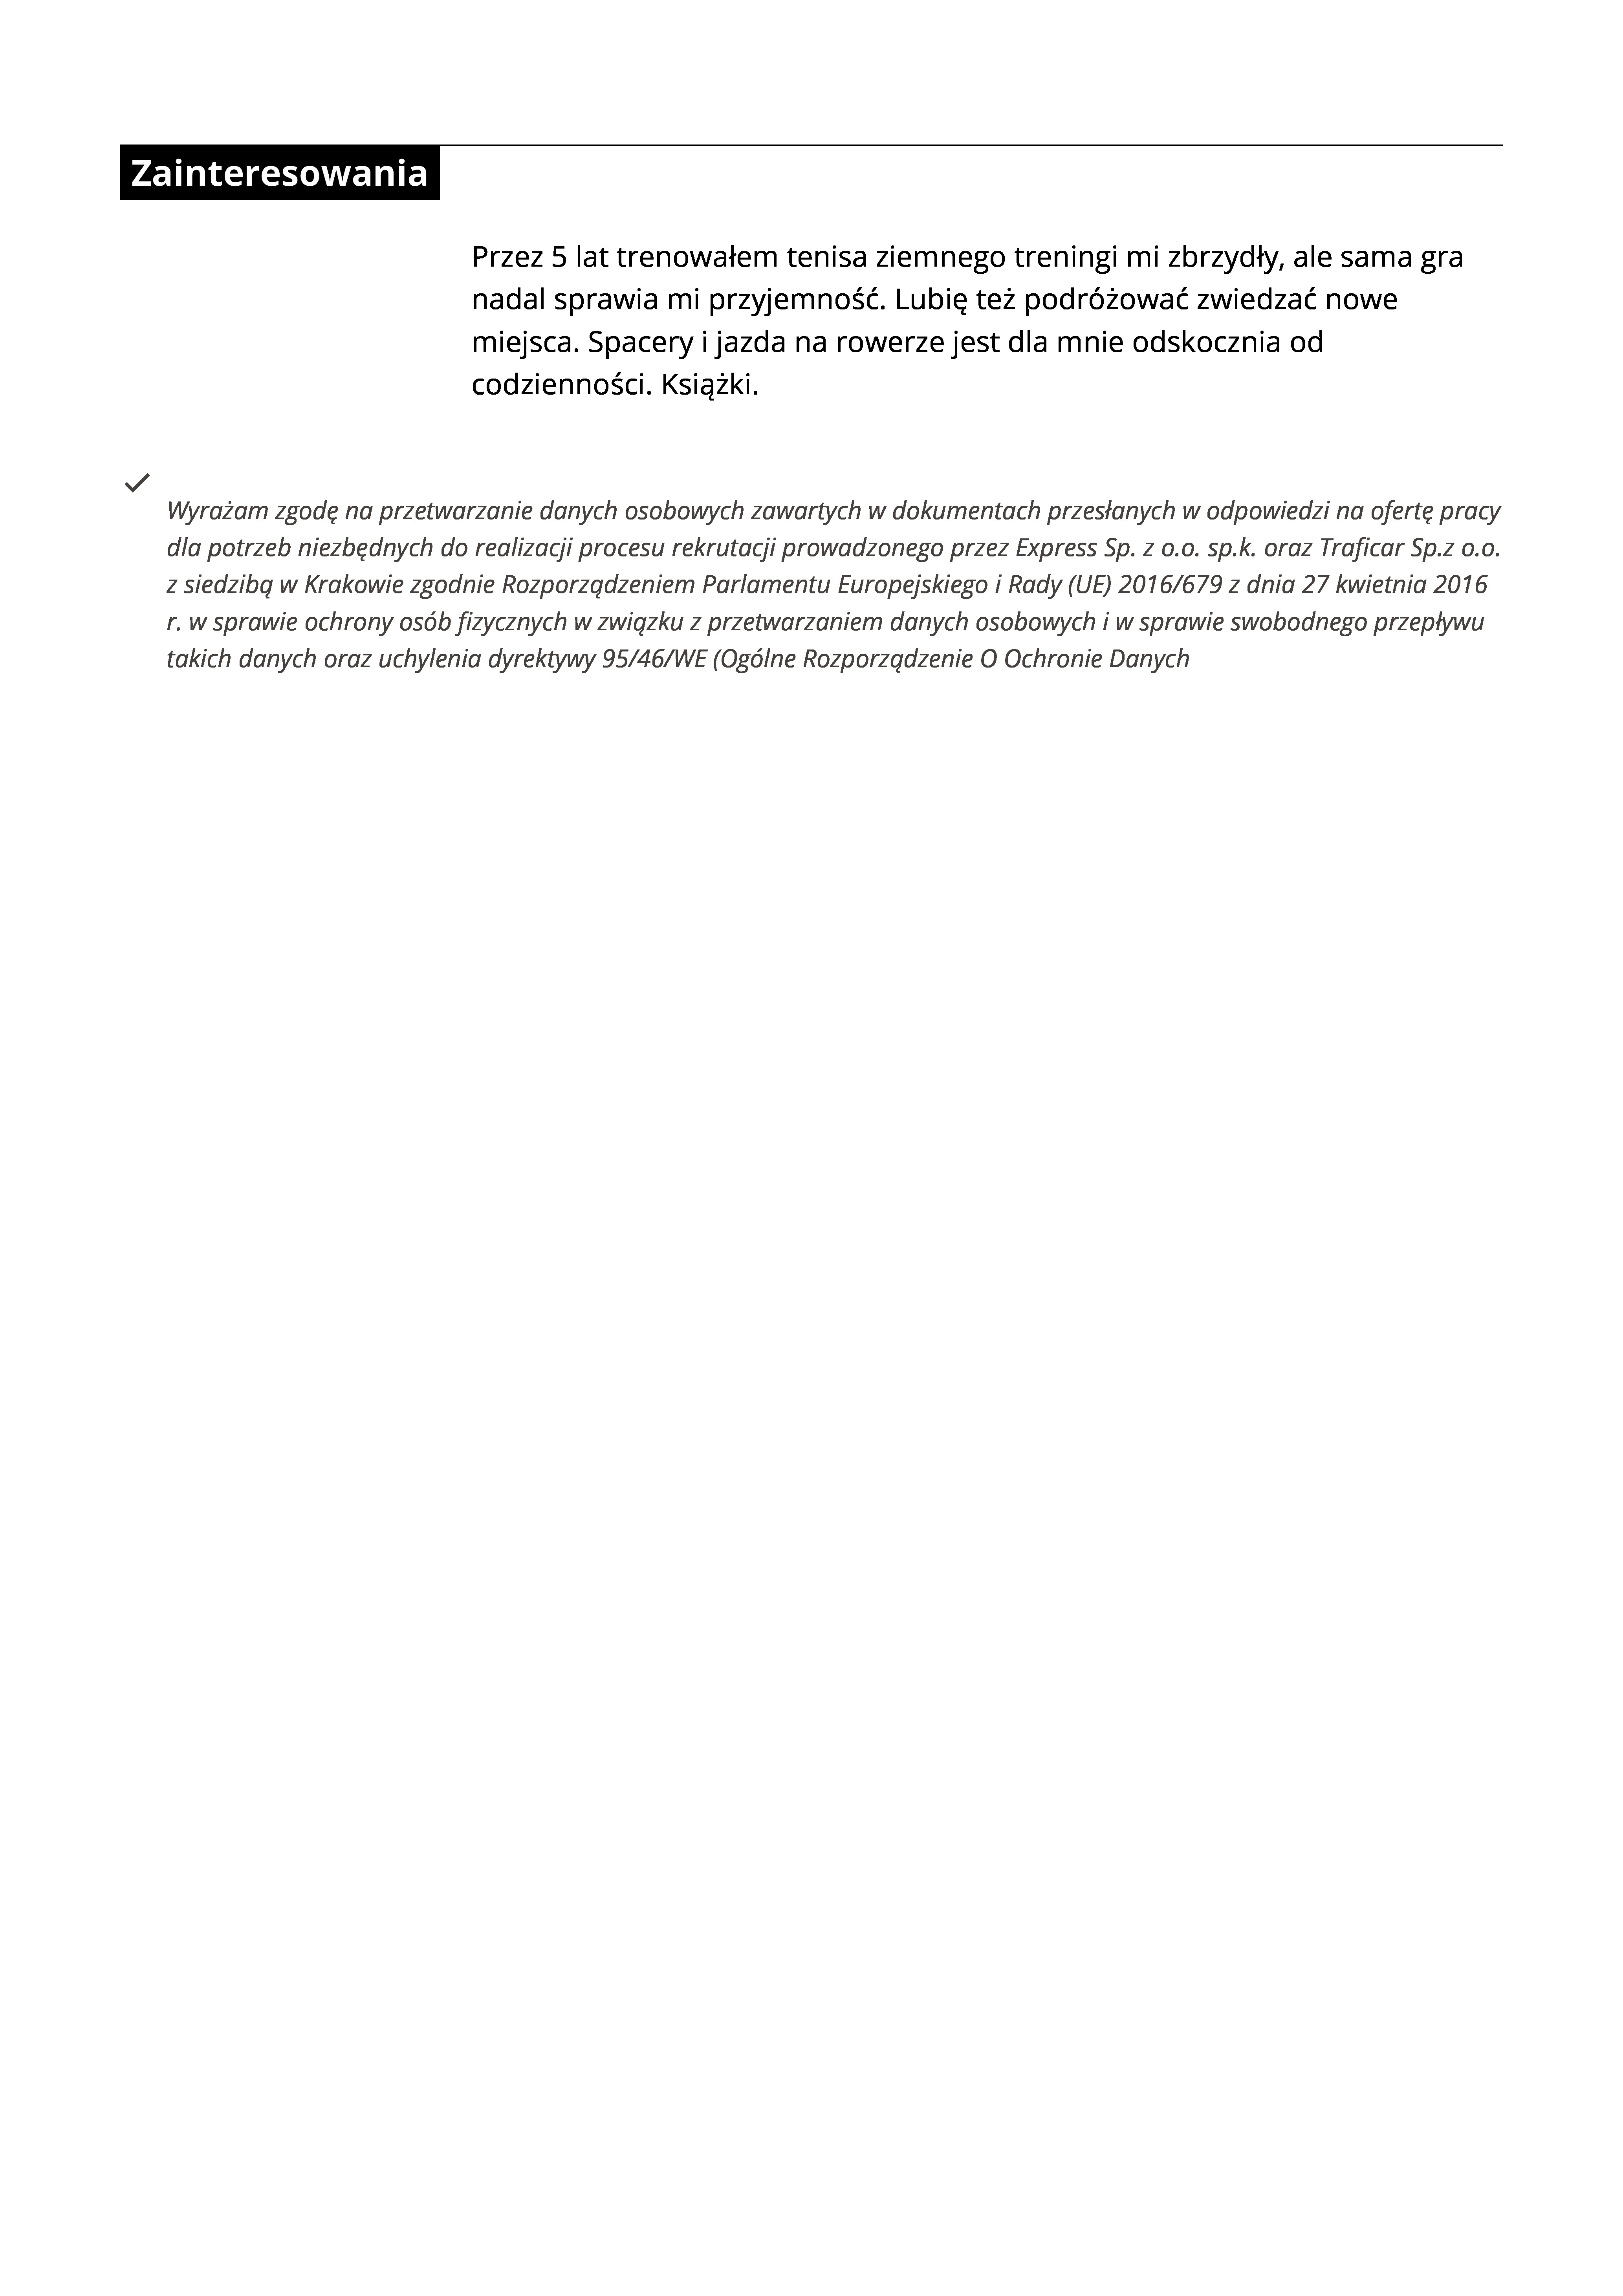 Zainteresowania
Przez 5 lat trenowałem tenisa ziemnego treningi mi zbrzydły, ale sama gra
nadal sprawia mi przyjemność. Lubię też podróżować zwiedzać nowe
miejsca. Spacery i jazda na rowerze jest dla mnie odskocznia od
codzienności. Książki.
Wyrażam zgodę na przetwarzanie danych osobowych zawartych w dokumentach przesłanych w odpowiedzi na ofertę pracy
dla potrzeb niezbędnych do realizacji procesu rekrutacji prowadzonego przez Express Sp. z o.o. sp.k. oraz Traficar Sp.z o.o.
z siedzibą w Krakowie zgodnie Rozporządzeniem Parlamentu Europejskiego i Rady (UE) 2016/679 z dnia 27 kwietnia 2016
r. w sprawie ochrony osób fizycznych w związku z przetwarzaniem danych osobowych i w sprawie swobodnego przepływu
takich danych oraz uchylenia dyrektywy 95/46/WE (Ogólne Rozporządzenie O Ochronie Danych